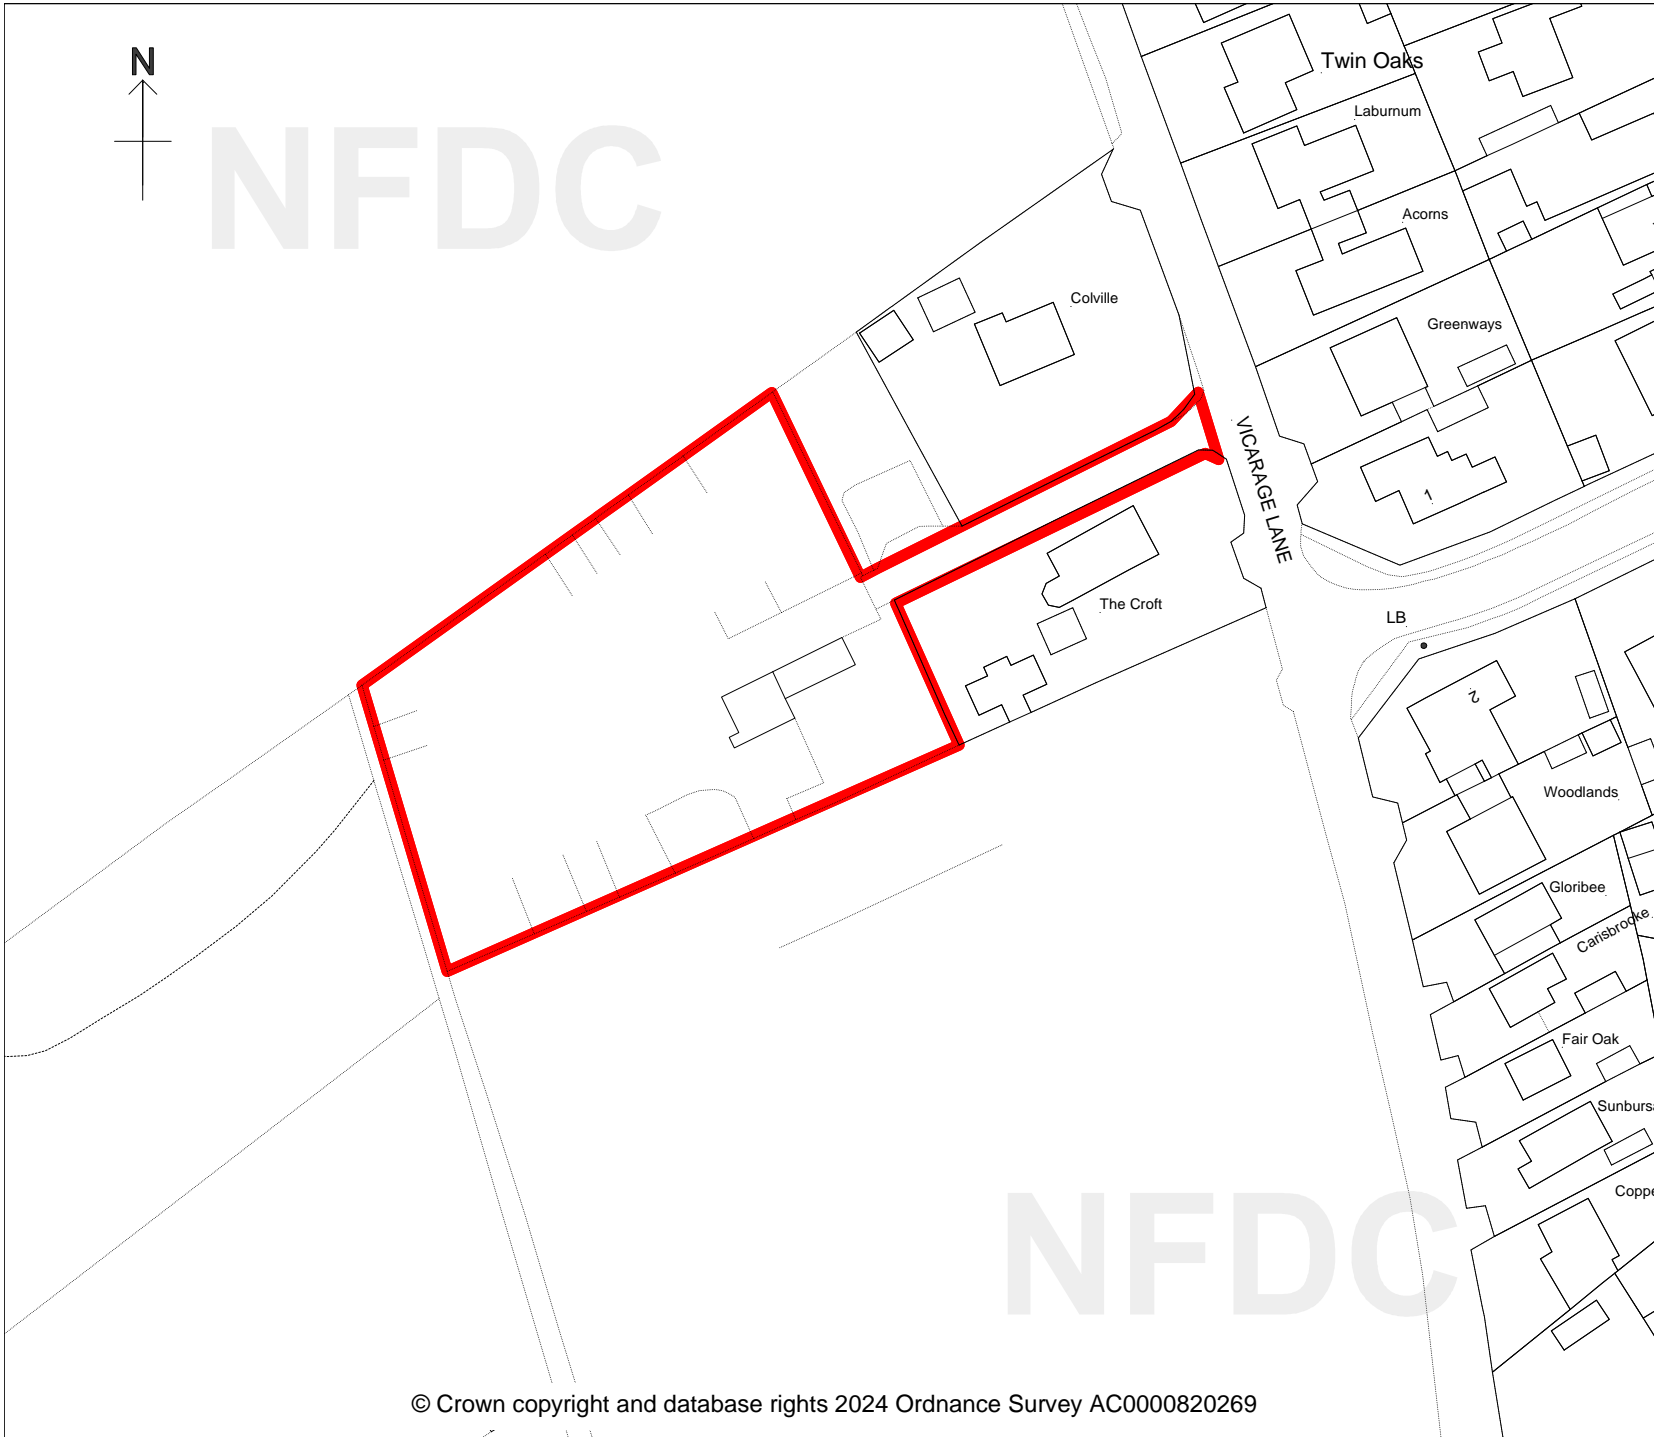 N
NFDC
Twin Oaks
Laburnum
Acorns
Colville
Greenways
VICARAGE LANE
1
The Croft
LB
2
Woodlands
Gloribee
Carisbrooke
Fair Oak
NFDC
© Crown copyright and database rights 2024 Ordnance Survey AC0000820269